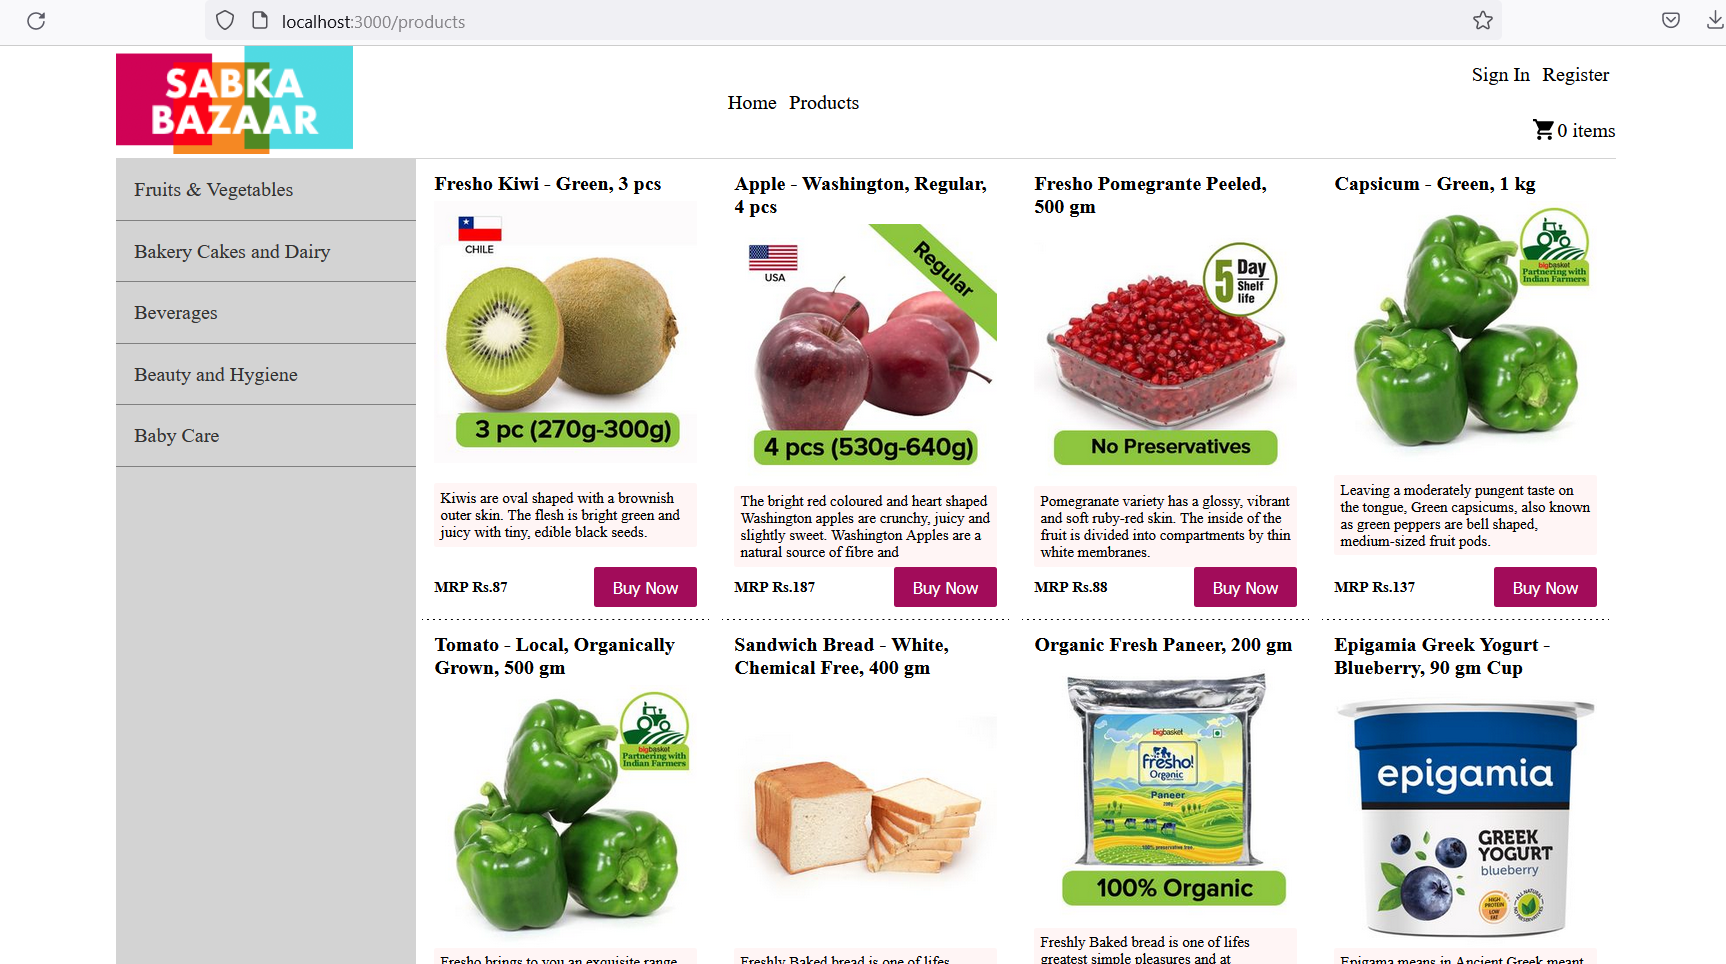 localhost:3000/products
SABKA
BAZAAR
Home Products
Sign In Register
0 items
Fruits & Vegetables
Bakery Cakes and Dairy
Beverages
Beauty and Hygiene
Baby Care
Fresho Kiwi - Green, 3 pcs
CHILE
3 pc (270g-300g)
Kiwis are oval shaped with a brownish
outer skin. The flesh is bright green and
juicy with tiny, edible black seeds.
MRP Rs.87
Buy Now
Apple - Washington, Regular,
4 pcs
USA
Regular
4 pcs (530g-640g)
The bright red coloured and heart shaped
Washington apples are crunchy, juicy and
slightly sweet. Washington Apples are a
natural source of fibre and
MRP Rs.187
Buy Now
Fresho Pomegrante Peeled,
500 gm
5 Day
Shelf
life
No Preservatives
Pomegranate variety has a glossy, vibrant
and soft ruby-red skin. The inside of the
fruit is divided into compartments by thin
white membranes.
MRP Rs.88
Buy Now
Capsicum - Green, 1 kg
bigbasket
Partnering with
Indian Farmers
Leaving a moderately pungent taste on
the tongue, Green capsicums, also known
as green peppers are bell shaped,
medium-sized fruit pods.
MRP Rs.137
Buy Now
Tomato - Local, Organically
Grown, 500 gm
bigbasket
Partnering with
Indian Farmers
Fresho brings to you an exquisite range
Sandwich Bread - White,
Chemical Free, 400 gm
Freshly Baked bread is one of lifes
Organic Fresh Paneer, 200 gm
bigbasket
fresho!
Organic
Paneer
200g
100% preservative free
100% Organic
Freshly Baked bread is one of lifes
greatest simple pleasures and at
Epigamia Greek Yogurt -
Blueberry, 90 gm Cup
epigamia
GREEK
YOGURT
blueberry
HIGH
PROTEIN
LOW
FAT
ALL NATURAL
NO PRESERVATIVES
Epigama means in Ancient Greek meant